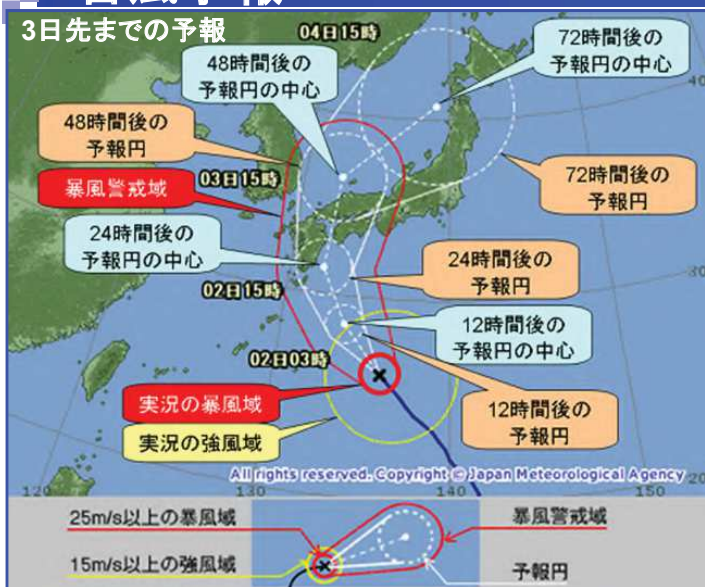 3日先までの予報
04日15時
72時間後の
予報円の中心
48時間後の
予報円の中心
40
48時間後の
予報円
暴風警戒域
03日15時
72時間後の
予報円
24時間後の
予報円の中心
24時間後の
予報円
30
02日15時
12時間後の
予報円の中心
02日03時
実況の暴風域
12時間後の
予報円
実況の強風域
All rights reserved. Copyright © Japan Meteorological Agency
20
120
130
140
150
25m/s以上の暴風域
暴風警戒域
15m/s以上の強風域
予報円